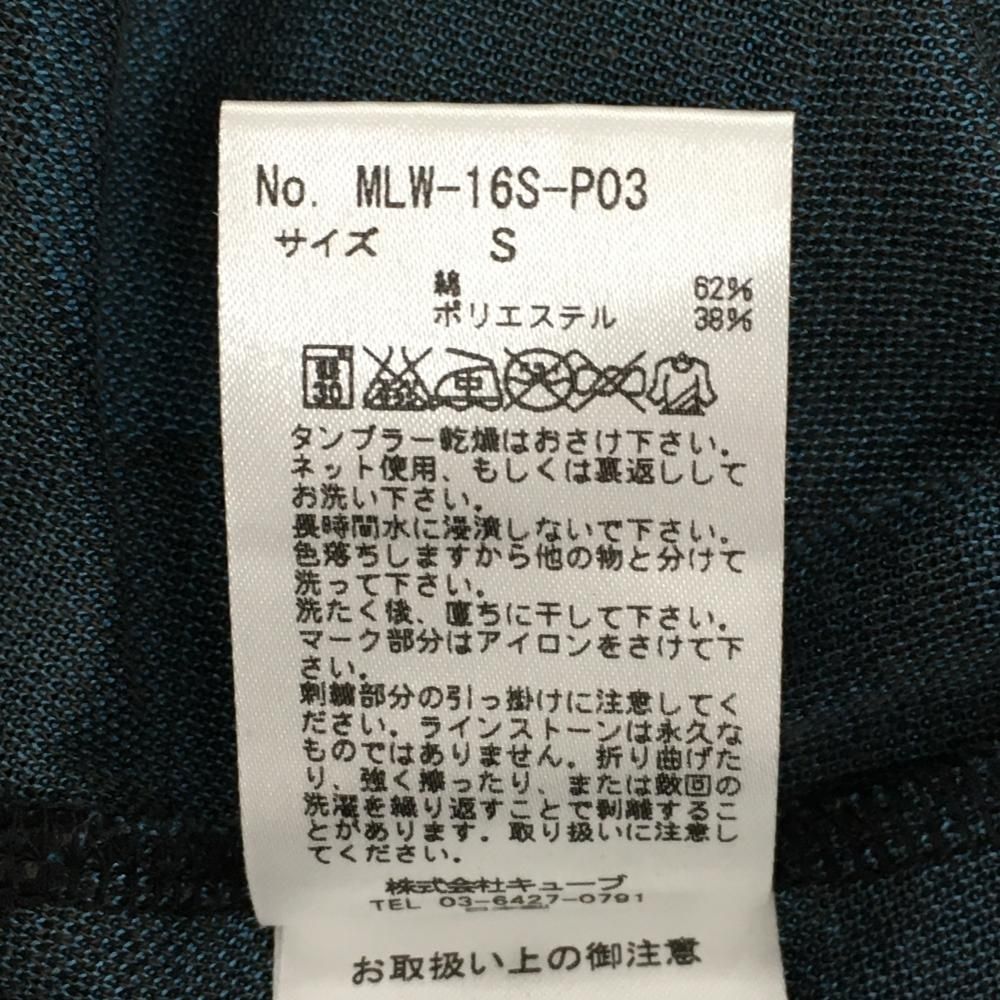 No. MLW-16S-P03
サイズ S
綿 62%
ポリエステル 38%
30
タンブラー乾燥はおさけ下さい。
ネット使用、もしくは裏返しして
お洗い下さい。
長時間水に浸漬しないで下さい。
色落ちしますから他の物と分けて
洗って下さい。
洗たく後、直ちに干して下さい。
マーク部分はアイロンをさけて下
さい。
刺繍部分の引っ掛けに注意してく
ださい。ラインストーンは永久な
ものではありません。折り曲げた
り、強く擦ったり、または数回の
洗濯を繰り返すことで剥離するこ
とがあります。取り扱いに注意し
てください。
株式会社キューブ
TEL 03-6427-0791
お取扱い上の御注意